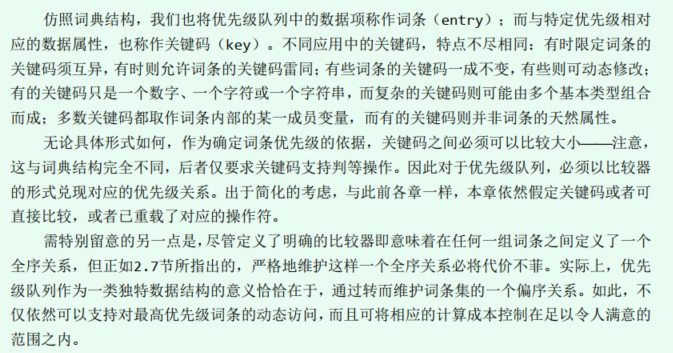 仿照词典结构，我们也将优先级队列中的数据项称作词条（entry）；而与特定优先级相对
应的数据属性，也称作关键码（key）。不同应用中的关键码，特点不尽相同：有时限定词条的
关键码须互异，有时则允许词条的关键码雷同；有些词条的关键码一成不变，有些则可动态修改；
有的关键码只是一个数字、一个字符或一个字符串，而复杂的关键码则可能由多个基本类型组合
而成；多数关键码都取作词条内部的某一成员变量，而有的关键码则并非词条的天然属性。
无论具体形式如何，作为确定词条优先级的依据，关键码之间必须可以比较大小——注意，
这与词典结构完全不同，后者仅要求关键码支持判等操作。因此对于优先级队列，必须以比较器
的形式兑现对应的优先级关系。出于简化的考虑，与此前各章一样，本章依然假定关键码或者可
直接比较，或者已重载了对应的操作符。
需特别留意的另一点是，尽管定义了明确的比较器即意味着在任何一组词条之间定义了一个
全序关系，但正如2.7节所指出的，严格地维护这样一个全序关系必将代价不菲。实际上，优先
级队列作为一类独特数据结构的意义恰恰在于，通过转而维护词条集的一个偏序关系。如此，不
仅依然可以支持对最高优先级词条的动态访问，而且可将相应的计算成本控制在足以令人满意的
范围之内。